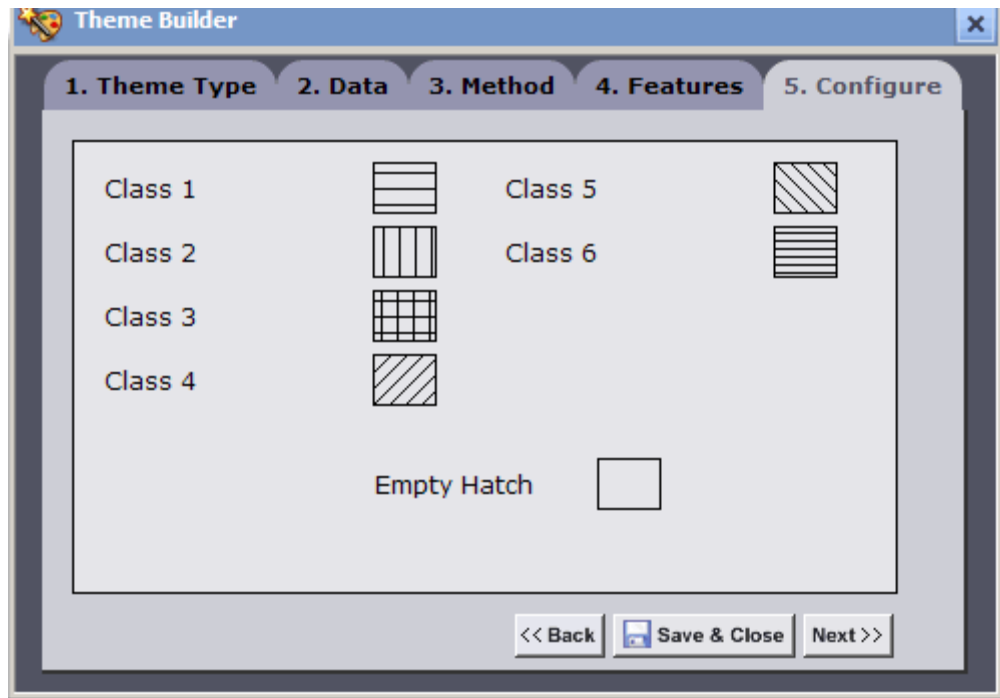 Theme Builder
1. Theme Type 2. Data 3. Method 4. Features 5. Configure
Class 1 Class 5
Class 2 Class 6
Class 3
Class 4
Empty Hatch
<< Back Save & Close Next >>